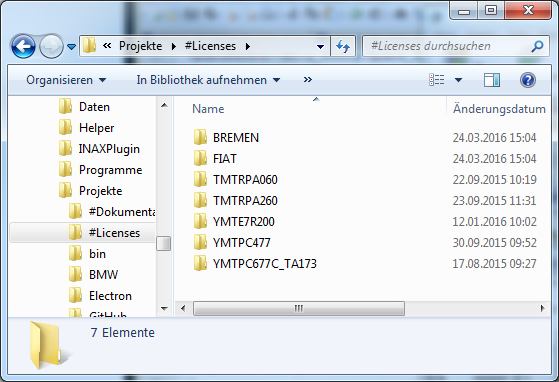 Projekte
#Licenses
#Licenses durchsuchen
Organisieren
In Bibliothek aufnehmen
Name
Änderungsdatum
Daten
Helper
INAXPlugin
Programme
Projekte
#Dokumenta
#Licenses
bin
BMW
Electron
GitHub
BREMEN 24.03.2016 15:04
FIAT 24.03.2016 15:04
TMTRPA060 22.09.2015 10:19
TMTRPA260 23.09.2015 11:31
YMTE7R200 12.01.2016 10:02
YMTPC477 30.09.2015 09:52
YMTPC677C_TA173 17.08.2015 09:27
7 Elemente